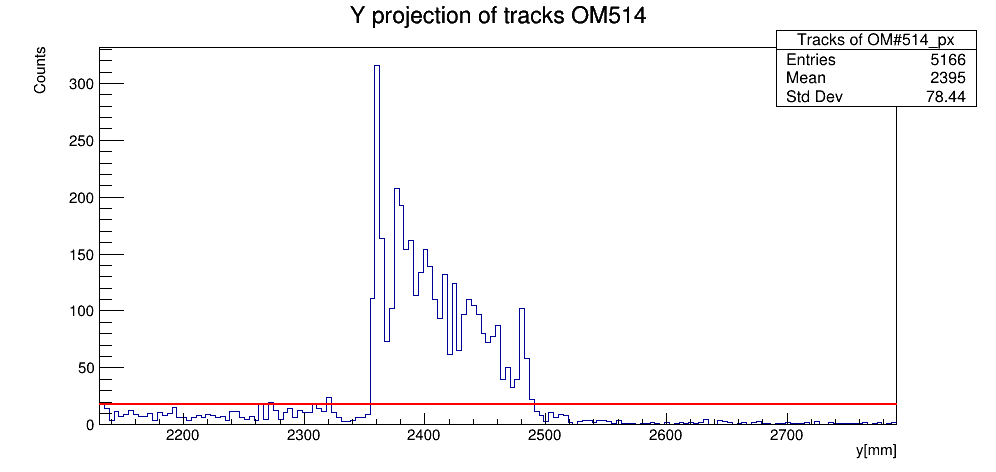 Y projection of tracks OM514
Tracks of OM#514_px
Entries 5166
Mean 2395
Std Dev 78.44
Counts
300
250
200
150
100
50
0
2200 2300 2400 2500 2600 2700
y[mm]